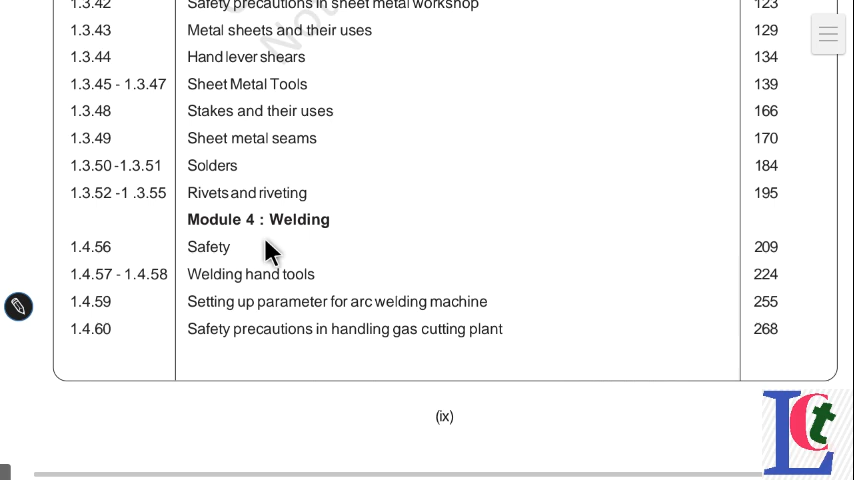 1.3.42 Safety precautions in sheet metal workshop 123
Not
1.3.43 Metal sheets and their uses 129
1.3.44 Hand lever shears 134
1.3.45 - 1.3.47 Sheet Metal Tools 139
1.3.48 Stakes and their uses 166
1.3.49 Sheet metal seams 170
1.3.50 -1.3.51 Solders 184
1.3.52 -1 .3.55 Rivets and riveting 195
Module 4 : Welding
1.4.56 Safety 209
1.4.57 - 1.4.58 Welding hand tools 224
1.4.59 Setting up parameter for arc welding machine 255
1.4.60 Safety precautions in handling gas cutting plant 268
(ix)
LCt